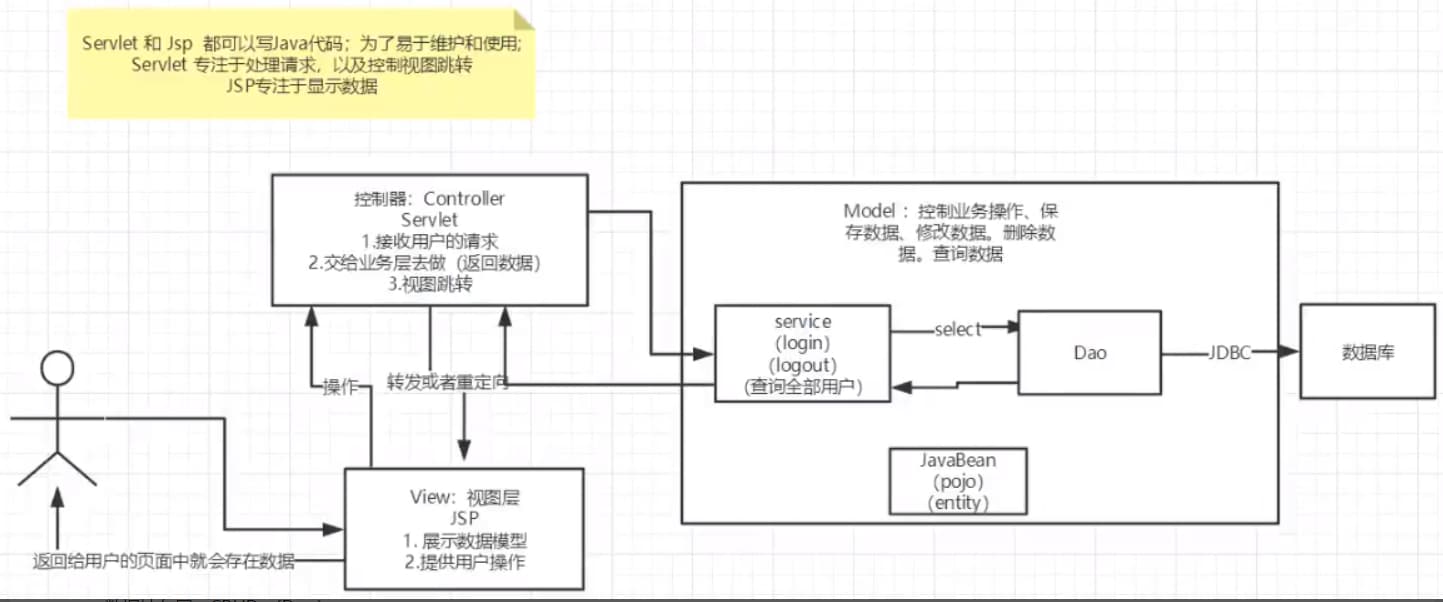 Servlet 和 Jsp 都可以写Java代码；为了易于维护和使用;
Servlet 专注于处理请求，以及控制视图跳转
JSP专注于显示数据
控制器：Controller
Servlet
1.接收用户的请求
2.交给业务层去做（返回数据）
3.视图跳转
Model ：控制业务操作、保
存数据、修改数据。删除数
据。查询数据
service
(login)
(logout)
(查询全部用户)
select
Dao
JDBC
数据库
操作
转发或者重定向
JavaBean
(pojo)
(entity)
View：视图层
JSP
1. 展示数据模型
2.提供用户操作
返回给用户的页面中就会存在数据